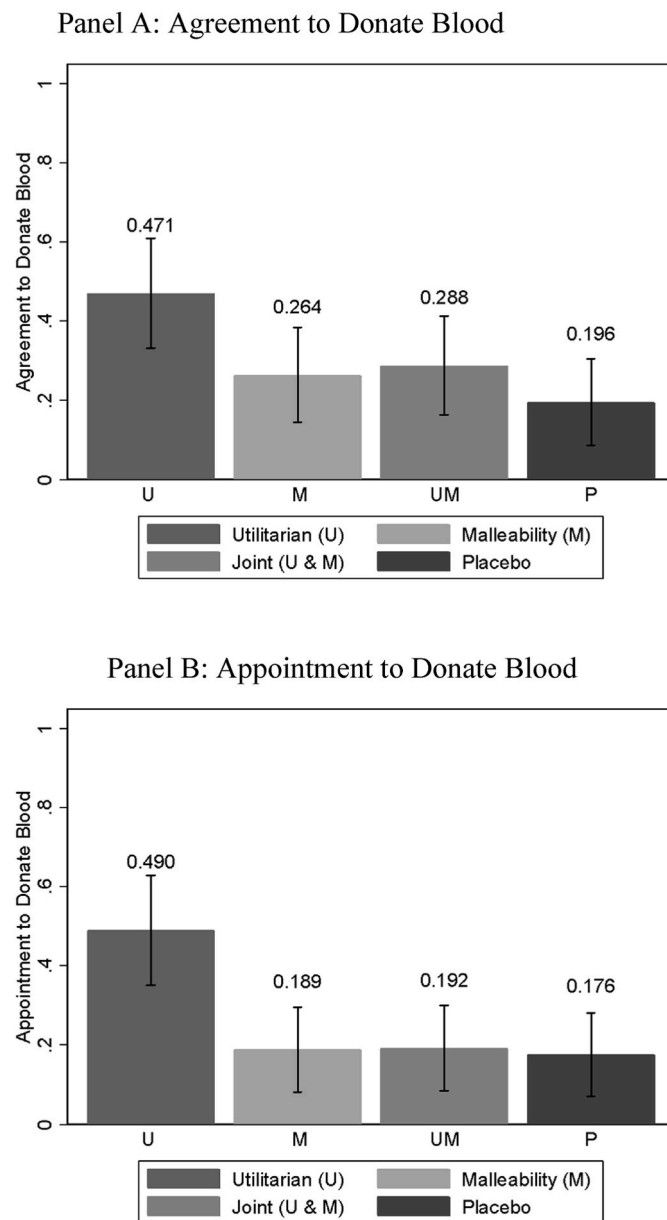 Panel A: Agreement to Donate Blood
Agreement to Donate Blood
1
.8
.6
.4
.2
0
0.471
0.264
0.288
0.196
U M UM P
Utilitarian (U) Malleability (M)
Joint (U & M) Placebo
Panel B: Appointment to Donate Blood
Appointment to Donate Blood
1
.8
.6
.4
.2
0
0.490
0.189
0.192
0.176
U M UM P
Utilitarian (U) Malleability (M)
Joint (U & M) Placebo